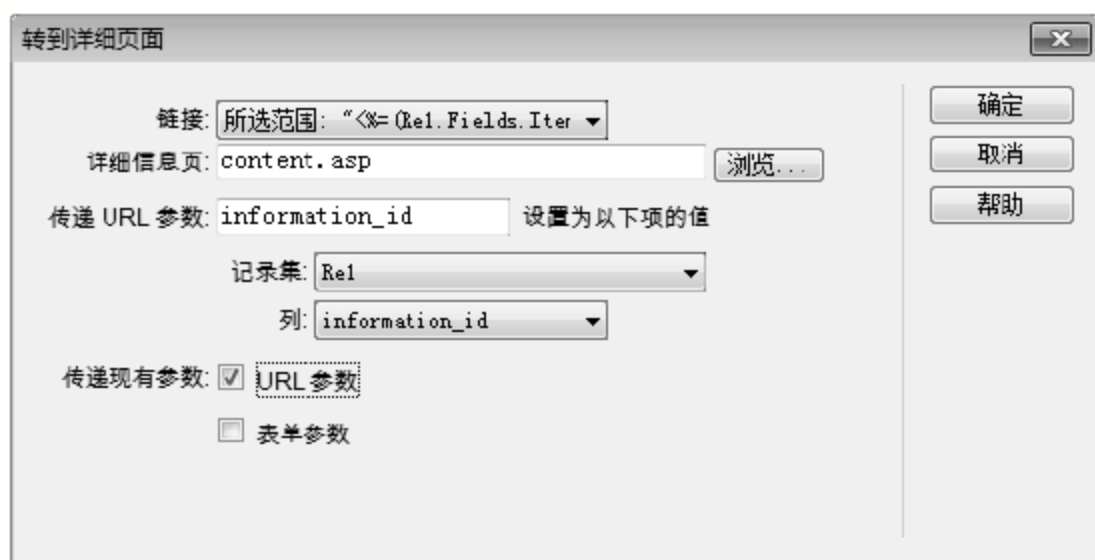 转到详细页面
链接: 所选范围: "<%=(Re1.Fields.Iter 确定
详细信息页: content.asp 浏览... 取消
传递 URL 参数: information_id 设置为以下项的值 帮助
记录集: Re1
列: information_id
传递现有参数: URL 参数
表单参数